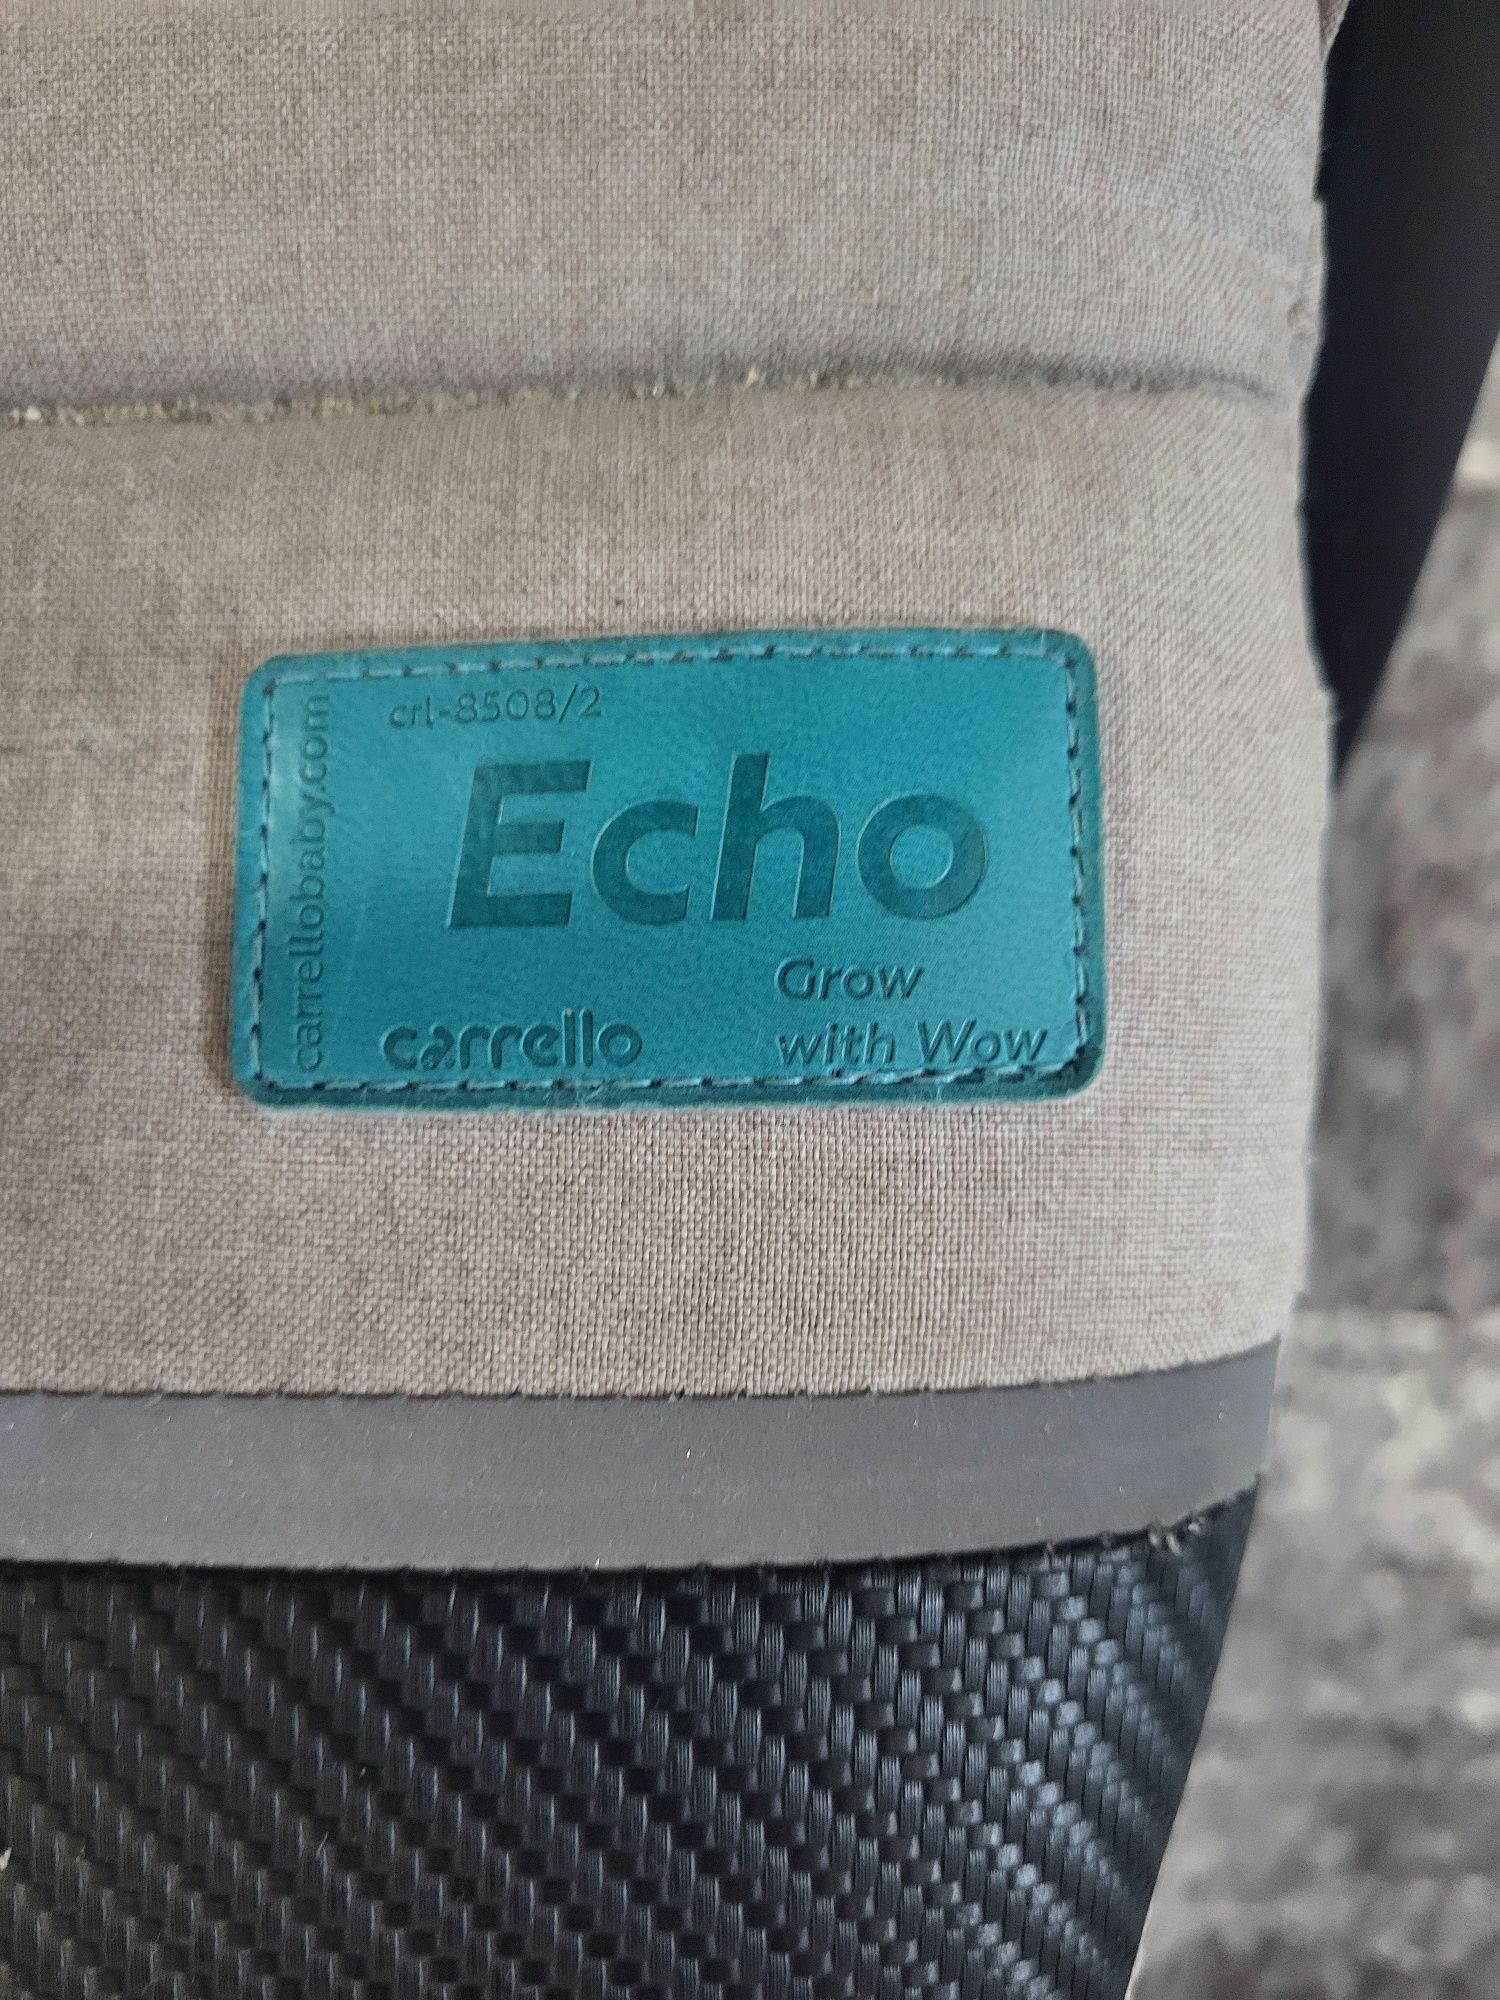 crl-8508/2
carrellobaby.com
Echo
Grow
with Wow
carrello